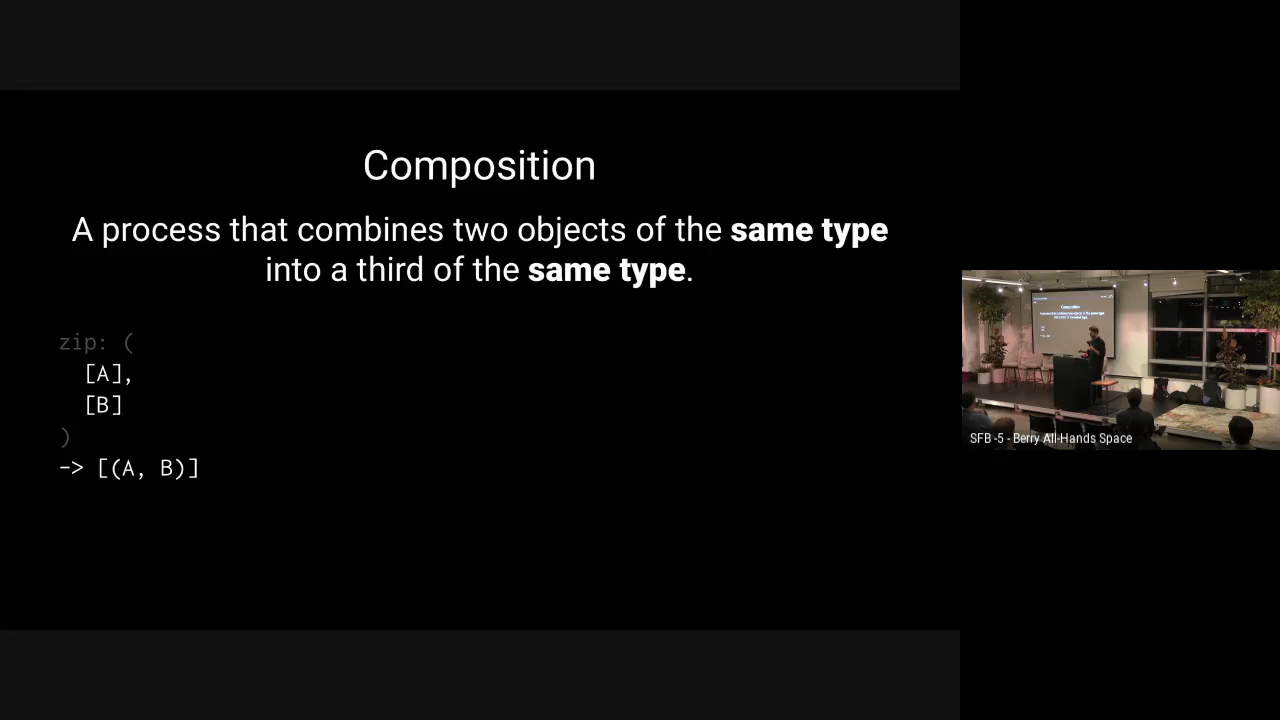 Composition
A process that combines two objects of the same type
into a third of the same type.
zip: (
[A],
[B]
)
-> [(A, B)]
SFB -5 - Berry All-Hands Space
Composition